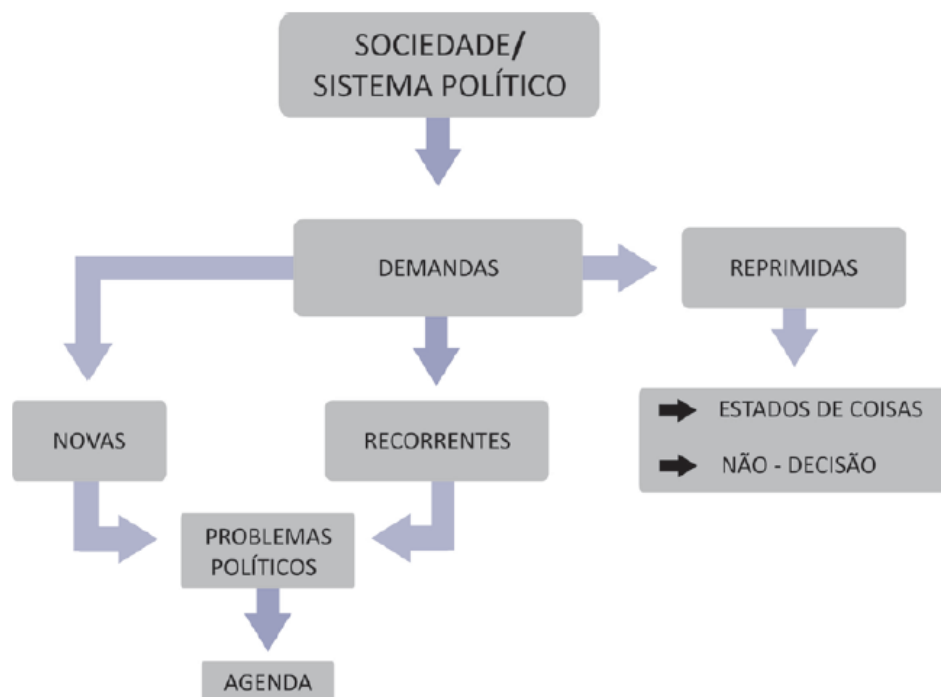 SOCIEDADE/
SISTEMA POLÍTICO
DEMANDAS
REPRIMIDAS
NOVAS
RECORRENTES
ESTADOS DE COISAS
NÃO - DECISÃO
PROBLEMAS
POLÍTICOS
AGENDA